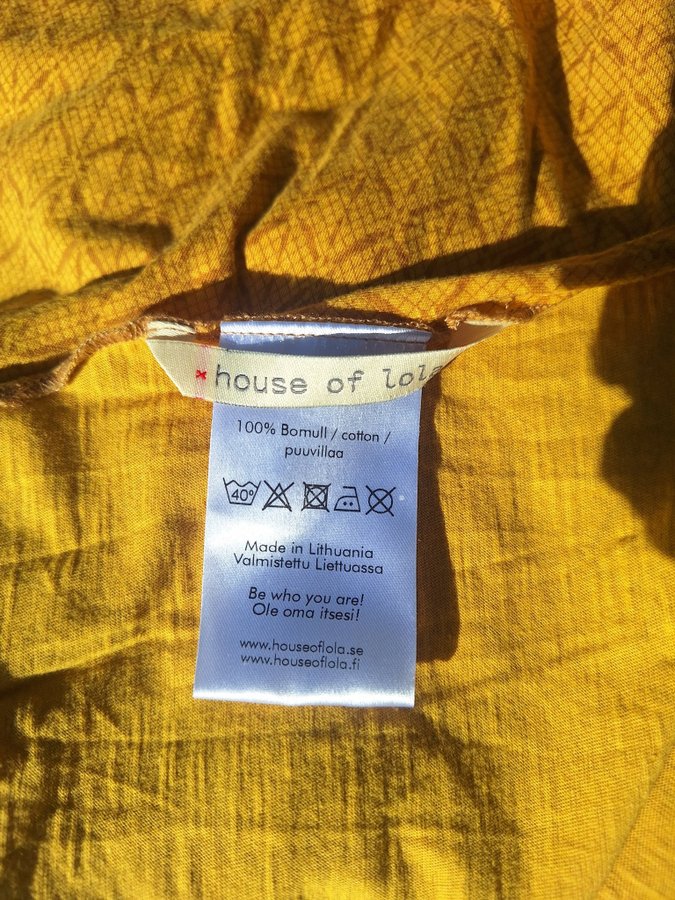 house of lola
100% Bomull / cotton /
puuvillaa
40°
Made in Lithuania
Valmistettu Liettuassa
Be who you are!
Ole oma itsesi!
www.houseoflola.se
www.houseoflola.fi